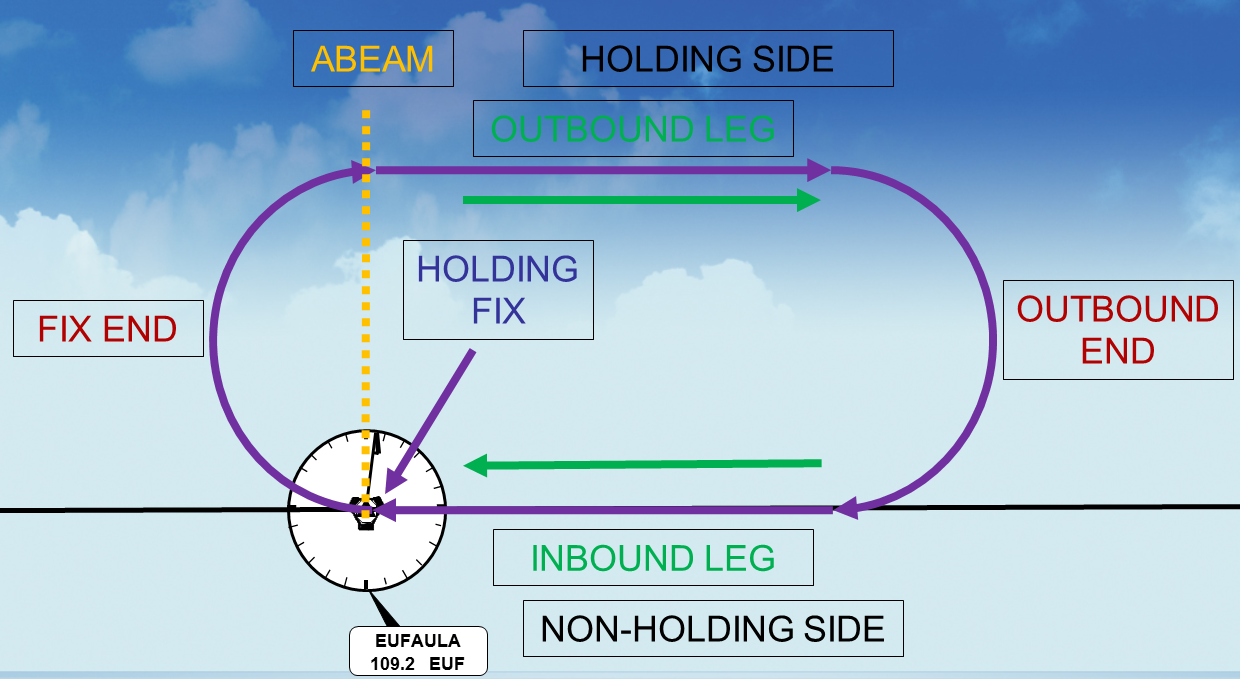 ABEAM
HOLDING SIDE
OUTBOUND LEG
HOLDING
FIX
FIX END
OUTBOUND
END
INBOUND LEG
NON-HOLDING SIDE
EUFAULA
109.2 EUF